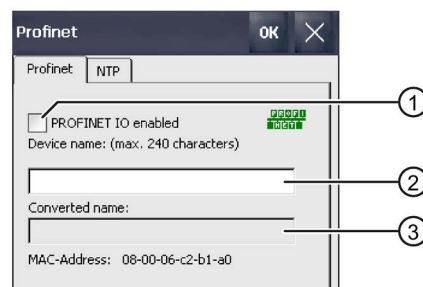 Profinet OK
Profinet NTP
PROFINET IO enabled
PROFI
NET
Device name: (max. 240 characters)
Converted name:
MAC-Address: 08-00-06-c2-b1-a0
1
2
3